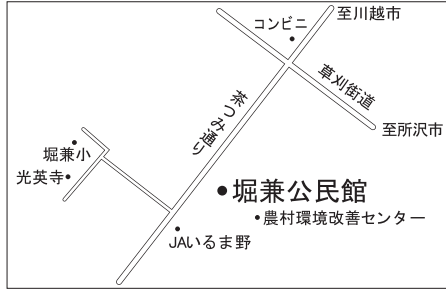 至川越市
コンビニ
草刈街道
茶つみ通り
至所沢市
堀兼小
光英寺
堀兼公民館
農村環境改善センター
JAいるま野